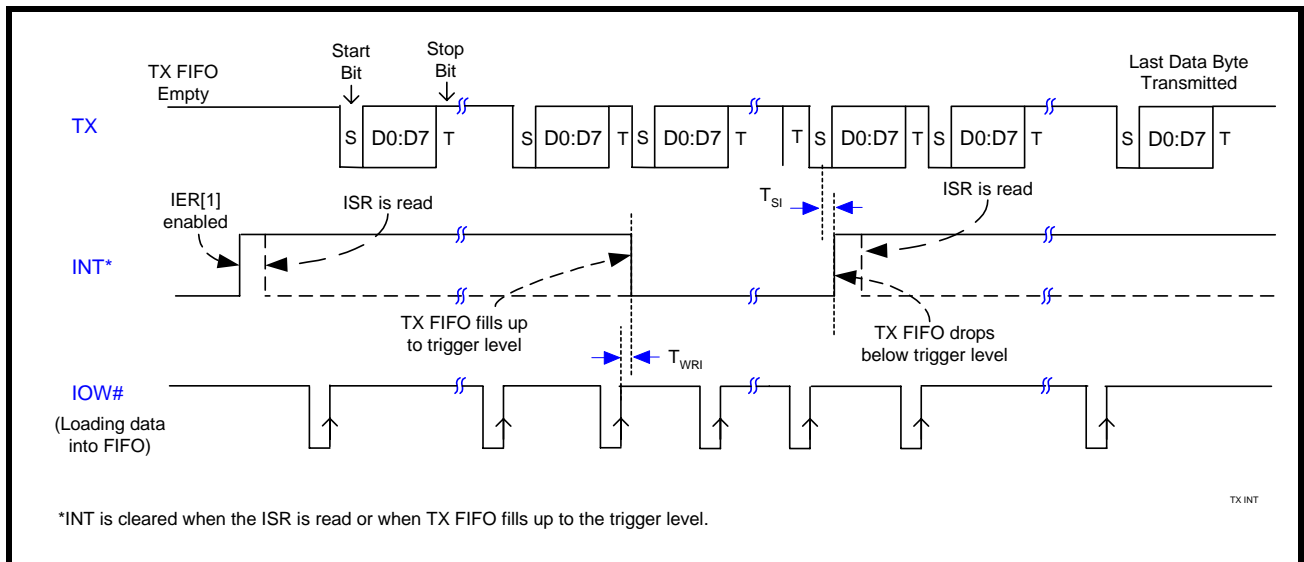 TX FIFO
Empty
Start
Bit
Stop
Bit
Last Data Byte
Transmitted
TX
S D0:D7 T S D0:D7 T S D0:D7 T T S D0:D7 T S D0:D7 T S D0:D7 T
IER[1]
enabled
ISR is read
TSI
ISR is read
INT*
TX FIFO fills up
to trigger level
TX FIFO drops
below trigger level
TWRI
IOW#
(Loading data
into FIFO)
TX INT
*INT is cleared when the ISR is read or when TX FIFO fills up to the trigger level.